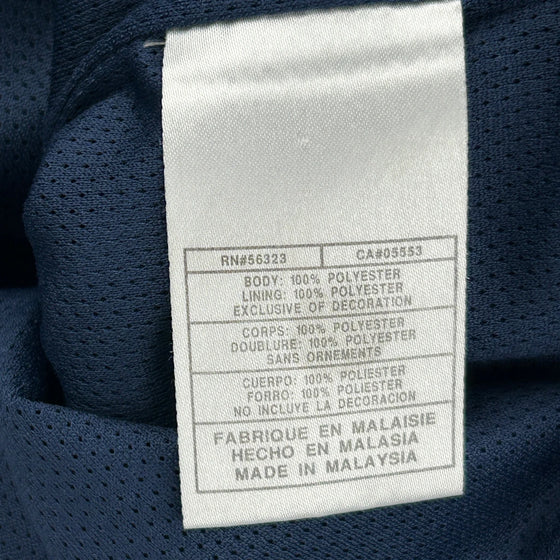 RN#56323 CA#05553
BODY: 100% POLYESTER
LINING: 100% POLYESTER
EXCLUSIVE OF DECORATION
CORPS: 100% POLYESTER
DOUBLURE: 100% POLYESTER
SANS ORNEMENTS
CUERPO: 100% POLIESTER
FORRO: 100% POLIESTER
NO INCLUYE LA DECORACION
FABRIQUE EN MALAISIE
HECHO EN MALASIA
MADE IN MALAYSIA